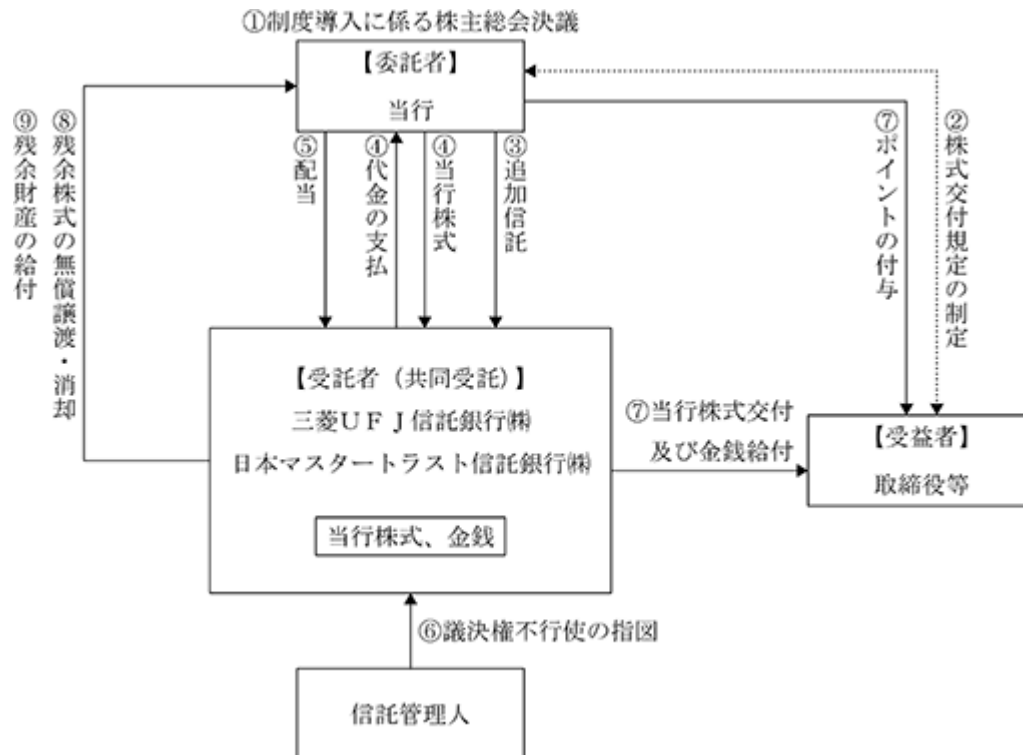 ①制度導入に係る株主総会決議
【委託者】
当行
⑨残余財産の給付
⑧残余株式の無償譲渡・消却
⑤配当
④代金の支払
④当行株式
③追加信託
⑦ポイントの付与
②株式交付規定の制定
【受託者（共同受託）】
三菱ＵＦＪ信託銀行㈱
日本マスタートラスト信託銀行㈱
当行株式、金銭
⑦当行株式交付
及び金銭給付
【受益者】
取締役等
⑥議決権不行使の指図
信託管理人